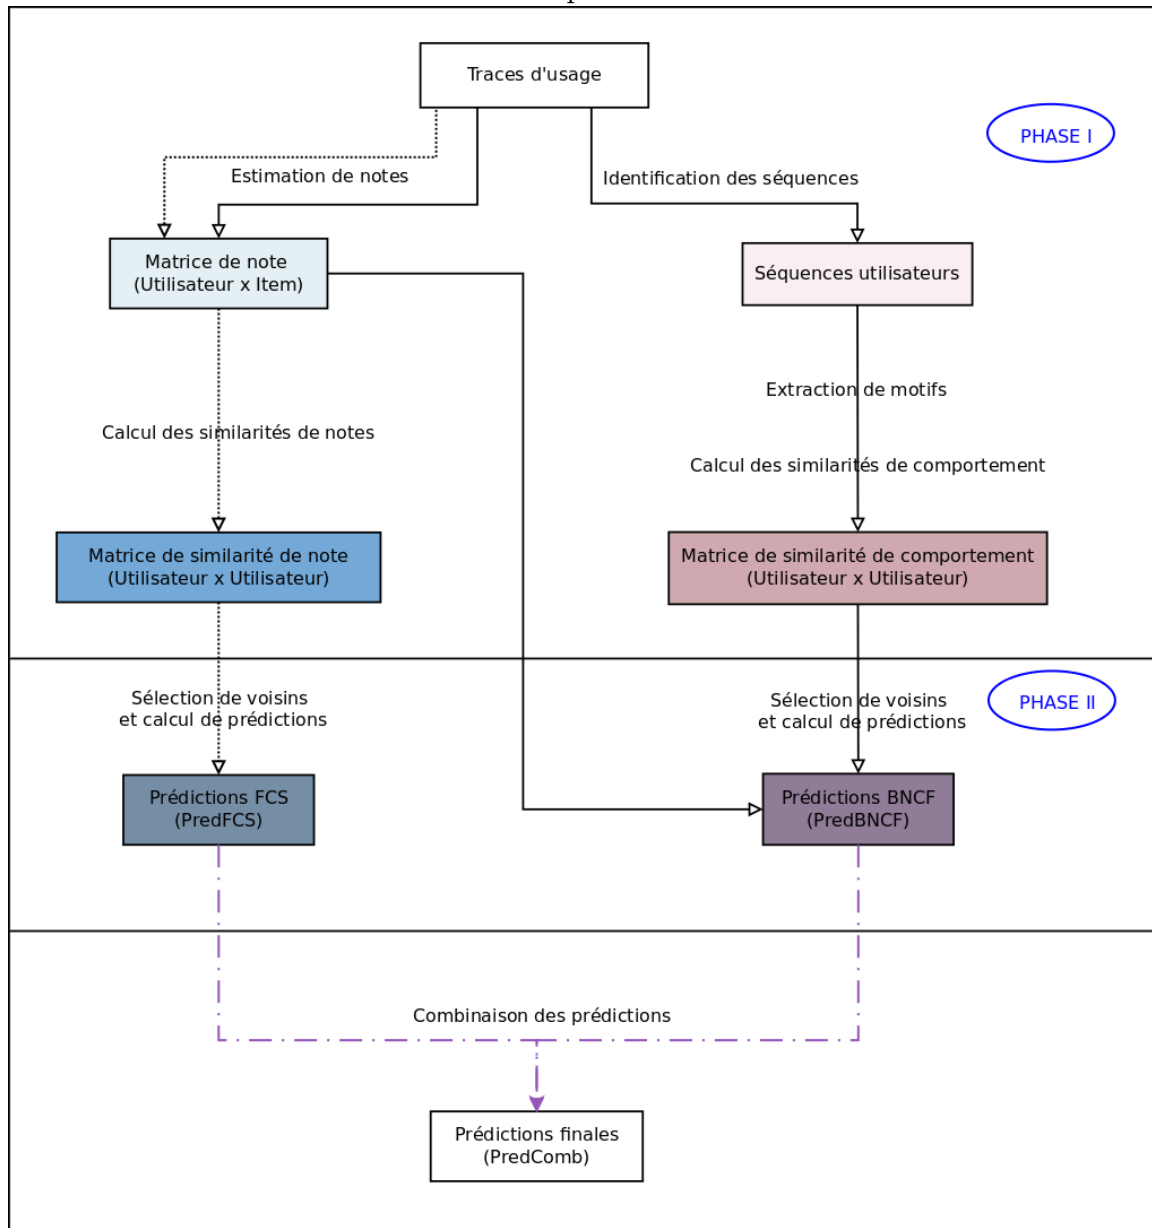 Traces d'usage
PHASE I
Estimation de notes
Identification des séquences
Matrice de note
(Utilisateur x Item)
Séquences utilisateurs
Extraction de motifs
Calcul des similarités de notes
Calcul des similarités de comportement
Matrice de similarité de note
(Utilisateur x Utilisateur)
Matrice de similarité de comportement
(Utilisateur x Utilisateur)
Sélection de voisins
et calcul de prédictions
Sélection de voisins
et calcul de prédictions
PHASE II
Prédictions FCS
(PredFCS)
Prédictions BNCF
(PredBNCF)
Combinaison des prédictions
Prédictions finales
(PredComb)